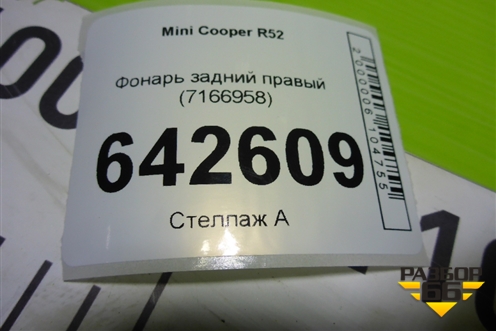 Mini Cooper R52
Фонарь задний правый
(7166958)
642609
Стеллаж А
2000006104755
РАЗБОР
66